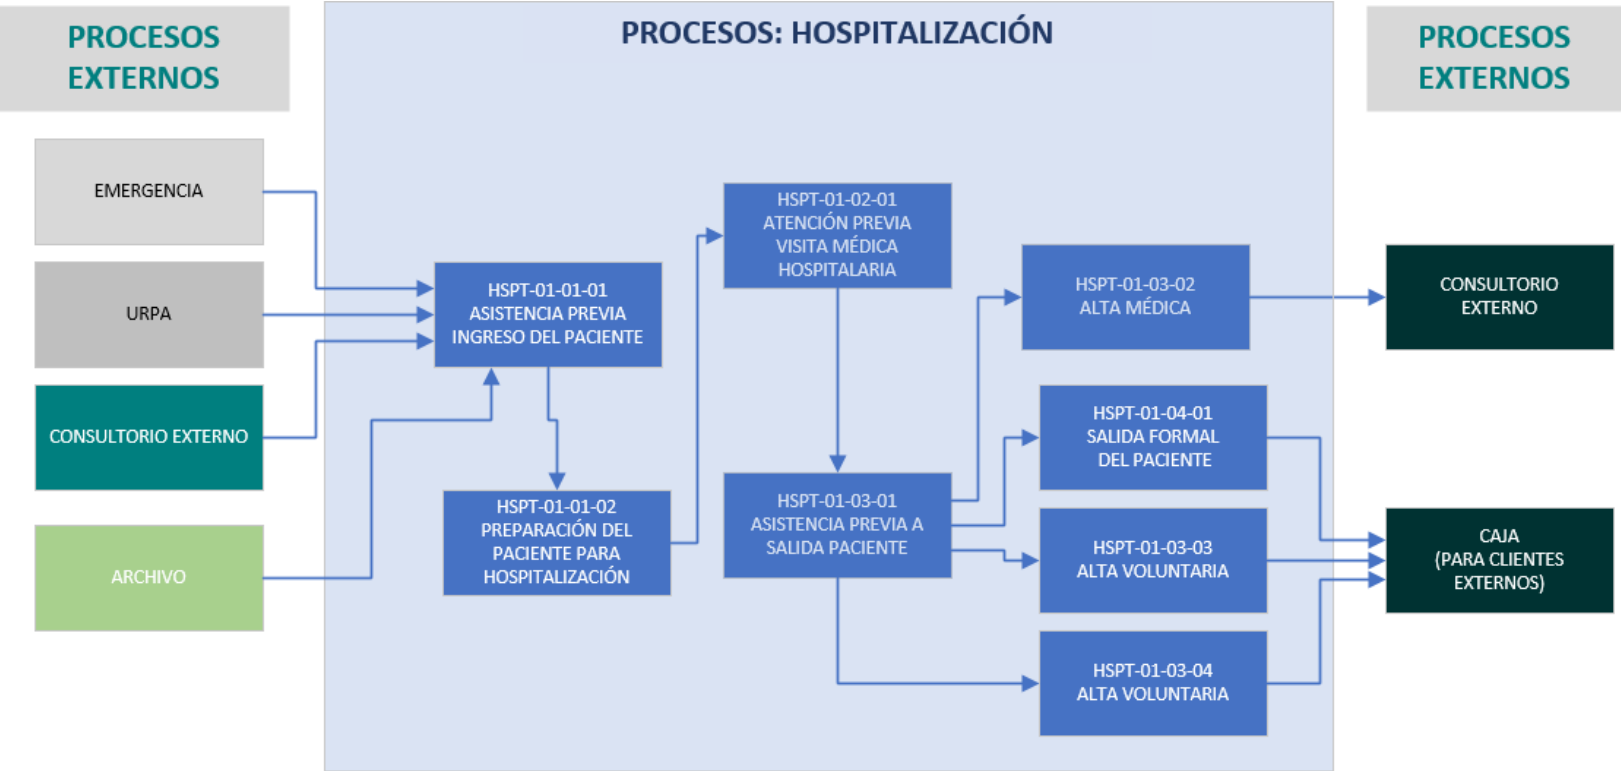 PROCESOS
EXTERNOS
PROCESOS: HOSPITALIZACIÓN
PROCESOS
EXTERNOS
EMERGENCIA
URPA
CONSULTORIO EXTERNO
ARCHIVO
HSPT-01-01-01
ASISTENCIA PREVIA
INGRESO DEL PACIENTE
HSPT-01-01-02
PREPARACIÓN DEL
PACIENTE PARA
HOSPITALIZACIÓN
HSPT-01-02-01
ATENCIÓN PREVIA
VISITA MÉDICA
HOSPITALARIA
HSPT-01-03-01
ASISTENCIA PREVIA A
SALIDA PACIENTE
HSPT-01-03-02
ALTA MÉDICA
HSPT-01-04-01
SALIDA FORMAL
DEL PACIENTE
HSPT-01-03-03
ALTA VOLUNTARIA
HSPT-01-03-04
ALTA VOLUNTARIA
CONSULTORIO
EXTERNO
CAJA
(PARA CLIENTES
EXTERNOS)